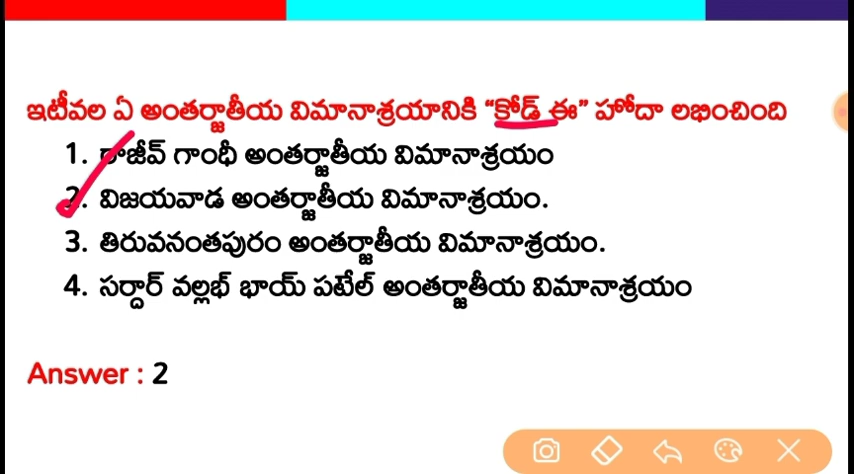 ఇటీవల ఏ అంతర్జాతీయ విమానాశ్రయానికి “కోడ్ ఈ” హోదా లభించింది
1. రాజీవ్ గాంధీ అంతర్జాతీయ విమానాశ్రయం
2. విజయవాడ అంతర్జాతీయ విమానాశ్రయం.
3. తిరువనంతపురం అంతర్జాతీయ విమానాశ్రయం.
4. సర్దార్ వల్లభ్ భాయ్ పటేల్ అంతర్జాతీయ విమానాశ్రయం
Answer : 2